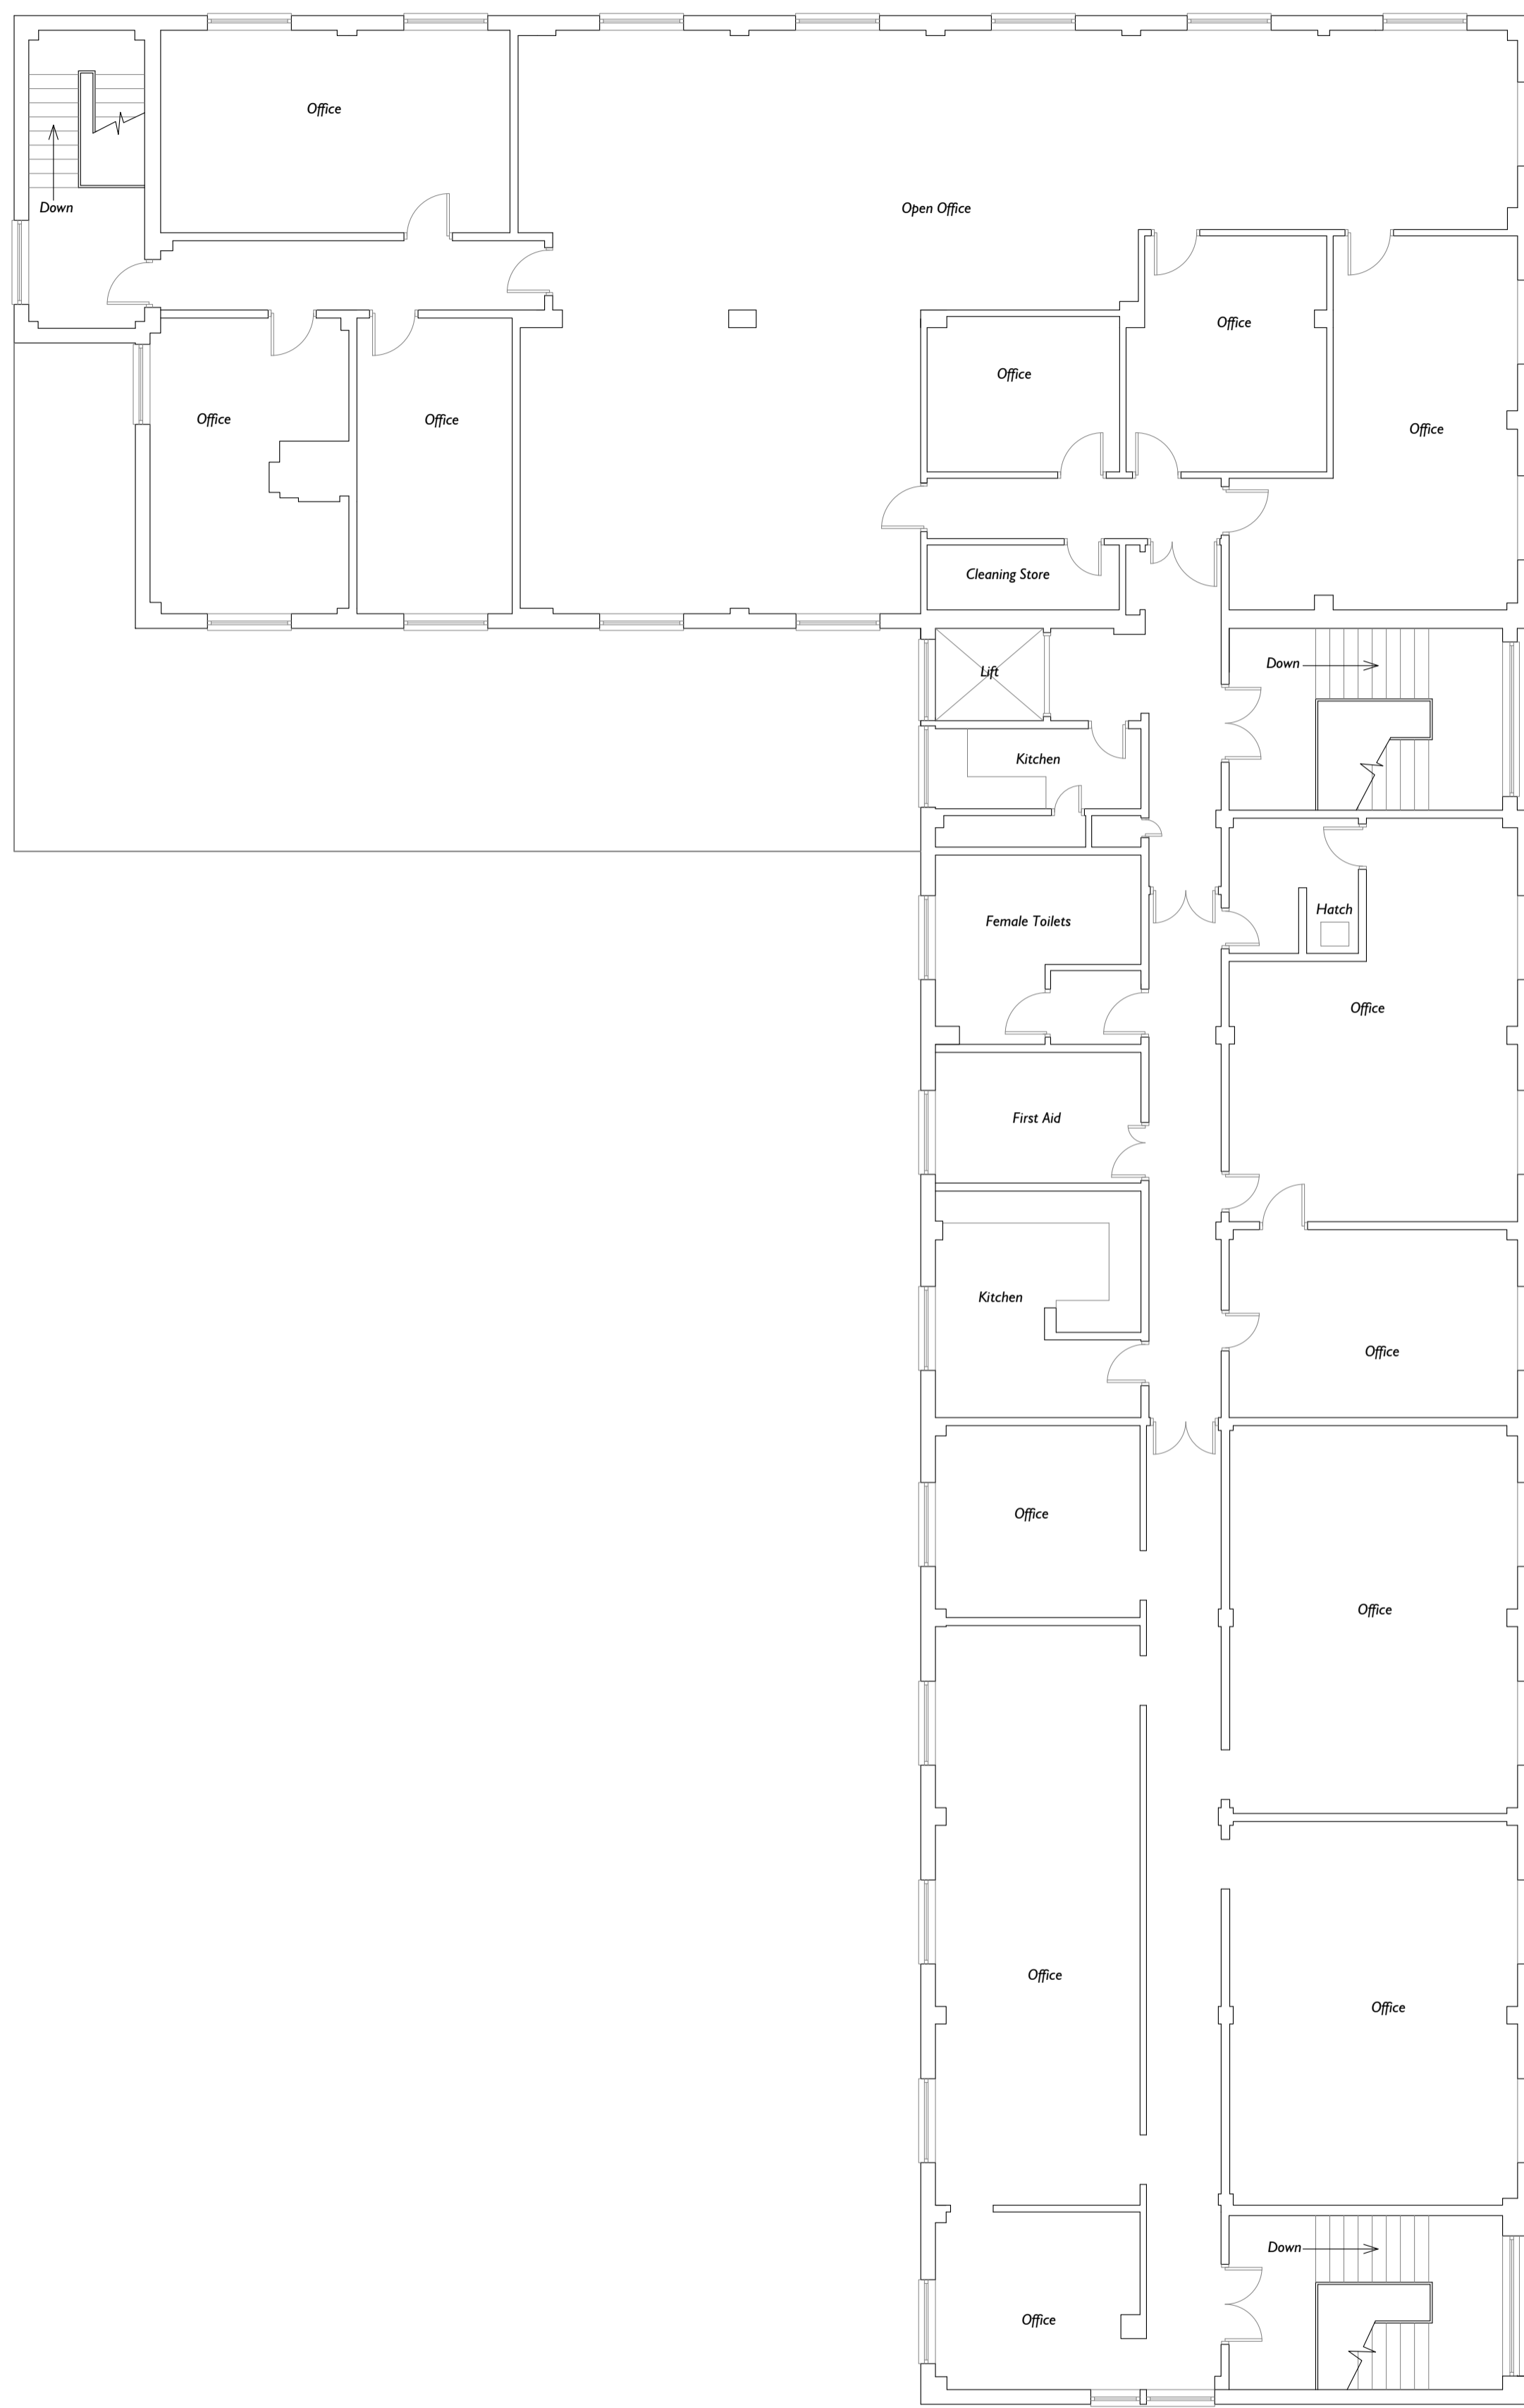 Office
Down
Open Office
Office
Office
Office
Office
Office
Cleaning Store
Down
Lift
Kitchen
Hatch
Female Toilets
Office
First Aid
Kitchen
Office
Office
Office
Office
Office
Down
Office